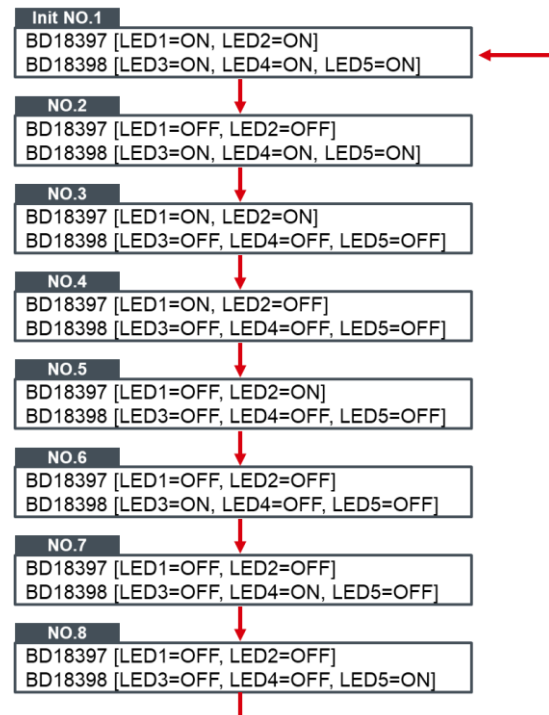 Init NO.1
BD18397 [LED1=ON, LED2=ON]
BD18398 [LED3=ON, LED4=ON, LED5=ON]
NO.2
BD18397 [LED1=OFF, LED2=OFF]
BD18398 [LED3=ON, LED4=ON, LED5=ON]
NO.3
BD18397 [LED1=ON, LED2=ON]
BD18398 [LED3=OFF, LED4=OFF, LED5=OFF]
NO.4
BD18397 [LED1=ON, LED2=OFF]
BD18398 [LED3=OFF, LED4=OFF, LED5=OFF]
NO.5
BD18397 [LED1=OFF, LED2=ON]
BD18398 [LED3=OFF, LED4=OFF, LED5=OFF]
NO.6
BD18397 [LED1=OFF, LED2=OFF]
BD18398 [LED3=ON, LED4=OFF, LED5=OFF]
NO.7
BD18397 [LED1=OFF, LED2=OFF]
BD18398 [LED3=OFF, LED4=ON, LED5=OFF]
NO.8
BD18397 [LED1=OFF, LED2=OFF]
BD18398 [LED3=OFF, LED4=OFF, LED5=ON]